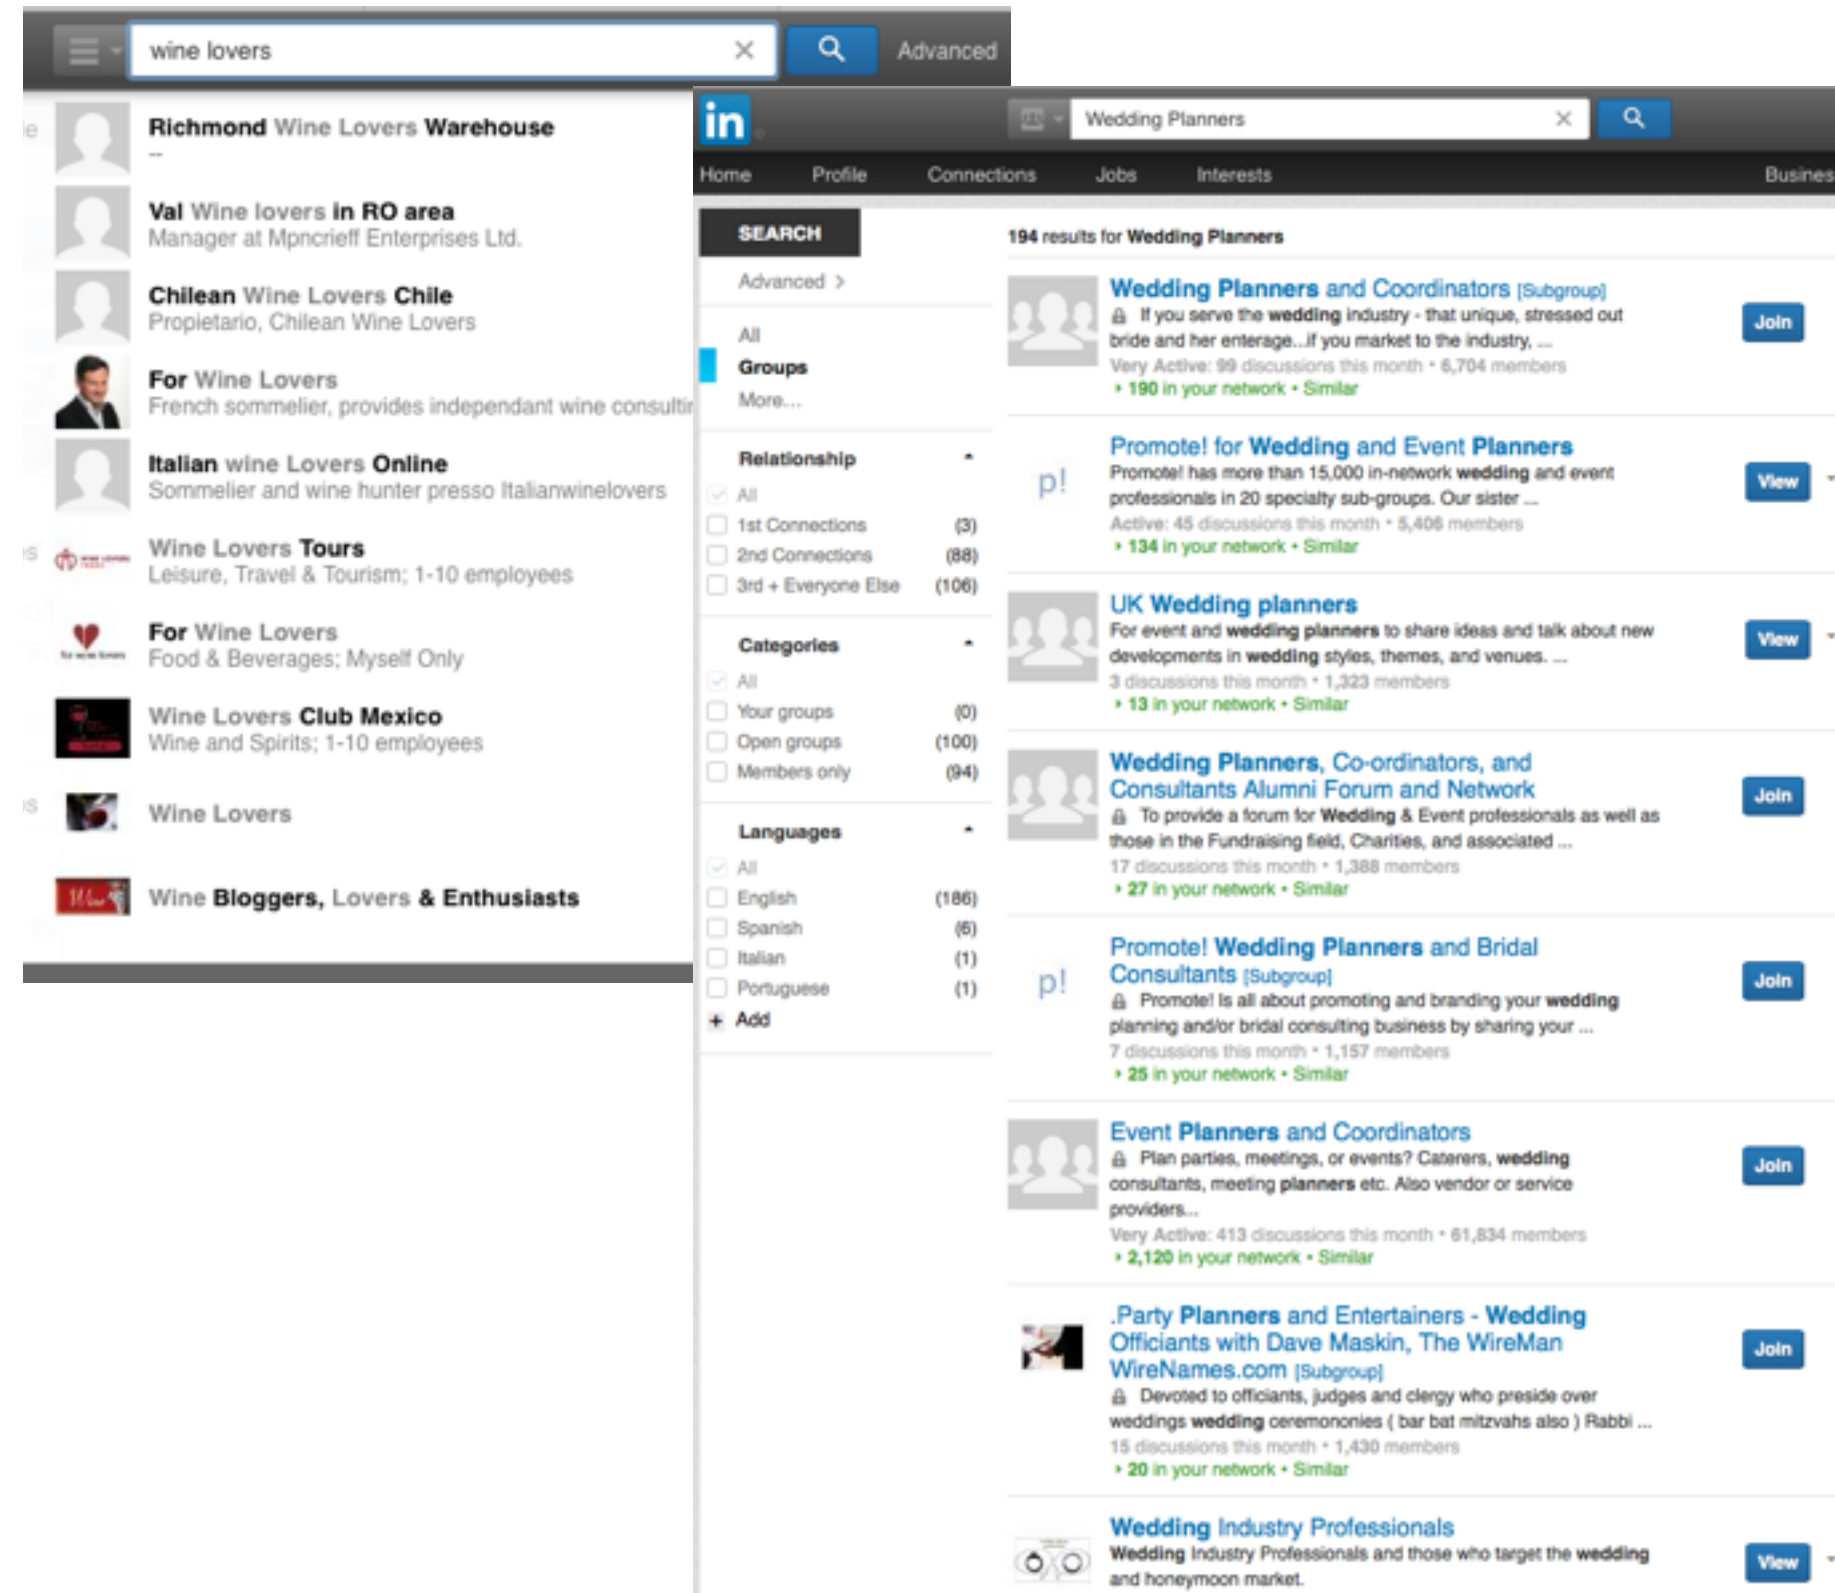 wine lovers
Advanced
Richmond Wine Lovers Warehouse
--
Val Wine lovers in RO area
Manager at Mpncrieff Enterprises Ltd.
Chilean Wine Lovers Chile
Propietario, Chilean Wine Lovers
For Wine Lovers
French sommelier, provides independant wine consultin
Italian wine Lovers Online
Sommelier and wine hunter presso Italianwinelovers
Wine Lovers Tours
Leisure, Travel & Tourism; 1-10 employees
For Wine Lovers
Food & Beverages; Myself Only
Wine Lovers Club Mexico
Wine and Spirits; 1-10 employees
Wine Lovers
Wine
Wine Bloggers, Lovers & Enthusiasts
in
Wedding Planners
Home Profile Connections Jobs Interests Busines
SEARCH
Advanced >
All
Groups
More...
Relationship
All
1st Connections (3)
2nd Connections (88)
3rd + Everyone Else (106)
Categories
All
Your groups (0)
Open groups (100)
Members only (94)
Languages
All
English (186)
Spanish (6)
Italian (1)
Portuguese (1)
+ Add
194 results for Wedding Planners
Wedding Planners and Coordinators [Subgroup]
If you serve the wedding industry - that unique, stressed out
bride and her enterage...if you market to the industry, ...
Very Active: 99 discussions this month • 6,704 members
190 in your network • Similar
Join
p!
Promote! for Wedding and Event Planners
Promote! has more than 15,000 in-network wedding and event
professionals in 20 specialty sub-groups. Our sister ...
Active: 45 discussions this month • 5,406 members
134 in your network • Similar
View
UK Wedding planners
For event and wedding planners to share ideas and talk about new
developments in wedding styles, themes, and venues. ...
3 discussions this month • 1,323 members
13 in your network • Similar
View
Wedding Planners, Co-ordinators, and
Consultants Alumni Forum and Network
To provide a forum for Wedding & Event professionals as well as
those in the Fundraising field, Charities, and associated ...
17 discussions this month • 1,388 members
27 in your network • Similar
Join
p!
Promote! Wedding Planners and Bridal
Consultants [Subgroup]
Promote! Is all about promoting and branding your wedding
planning and/or bridal consulting business by sharing your ...
7 discussions this month • 1,157 members
25 in your network • Similar
Join
Event Planners and Coordinators
Plan parties, meetings, or events? Caterers, wedding
consultants, meeting planners etc. Also vendor or service
providers...
Very Active: 413 discussions this month • 61,834 members
2,120 in your network • Similar
Join
.Party Planners and Entertainers - Wedding
Officiants with Dave Maskin, The WireMan
WireNames.com [Subgroup]
Devoted to officiants, judges and clergy who preside over
weddings wedding ceremononies ( bar bat mitzvahs also ) Rabbi ...
15 discussions this month • 1,430 members
20 in your network • Similar
Join
Wedding Industry Professionals
Wedding Industry Professionals and those who target the wedding
and honeymoon market.
View